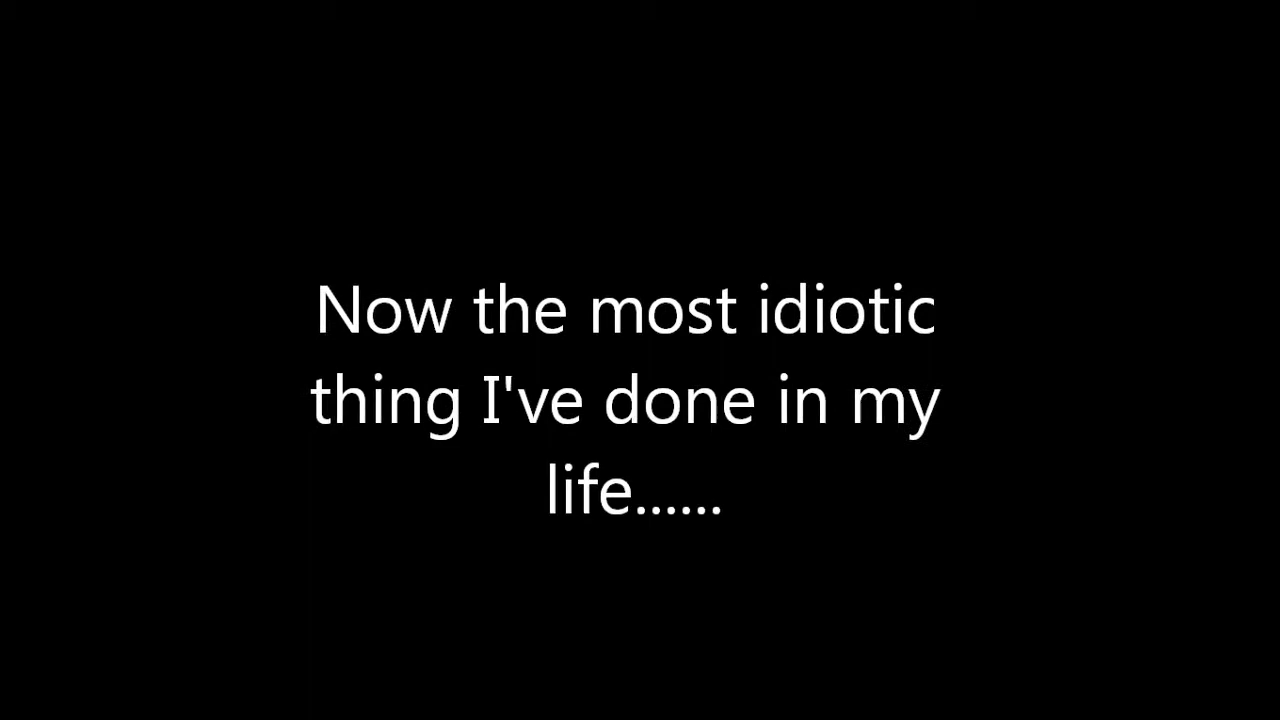 Now the most idiotic
thing I've done in my
life......